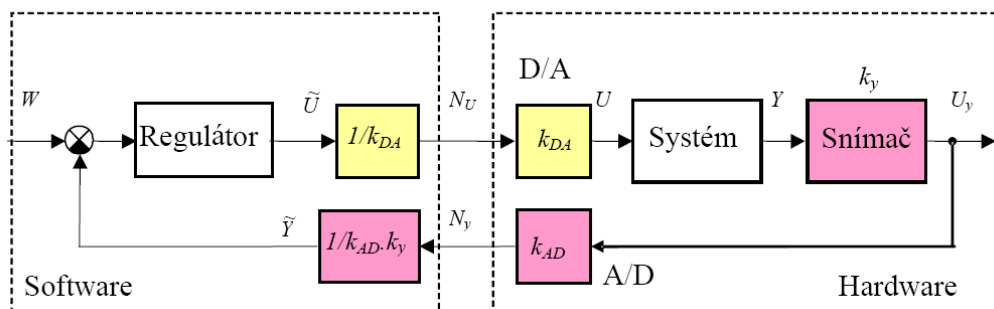 D/A
W
Regulátor
Ũ
1/k_DA
N_U
k_DA
U
Systém
Y
k_y
Snímač
U_y
Ỹ
1/k_AD.k_y
N_y
k_AD
A/D
Software
Hardware